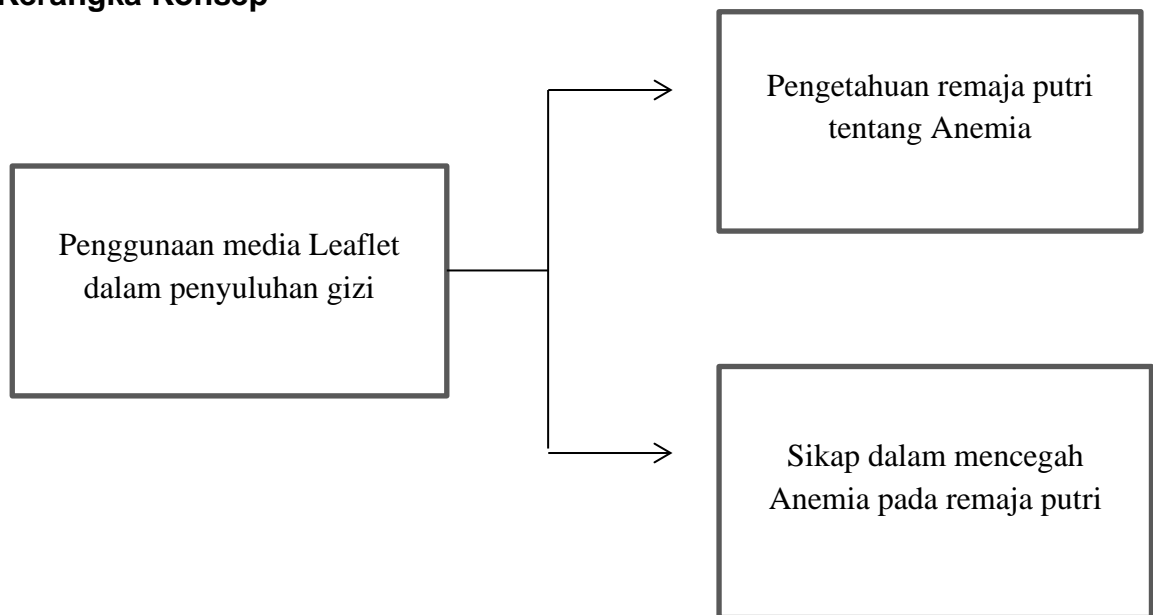 Kerangka Konsep
Pengetahuan remaja putri
tentang Anemia
Penggunaan media Leaflet
dalam penyuluhan gizi
Sikap dalam mencegah
Anemia pada remaja putri